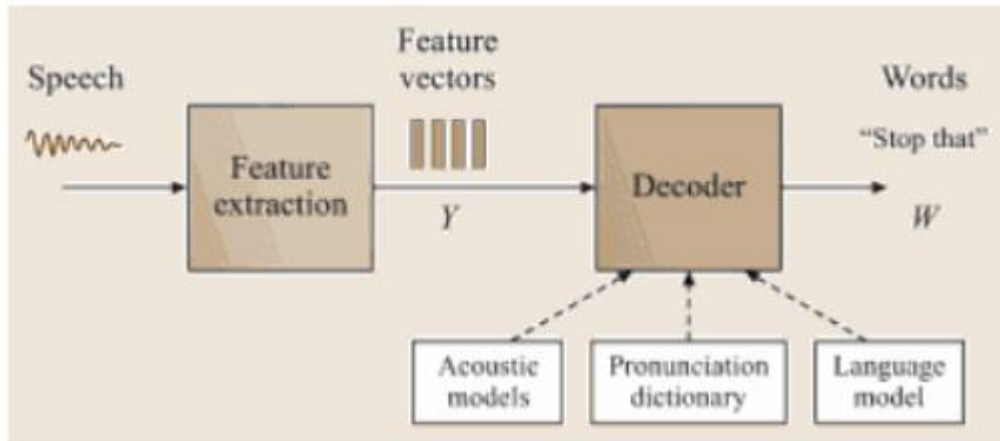 Speech
Feature
vectors
Words
"Stop that"
Feature
extraction
Y
Decoder
W
Acoustic
models
Pronunciation
dictionary
Language
model